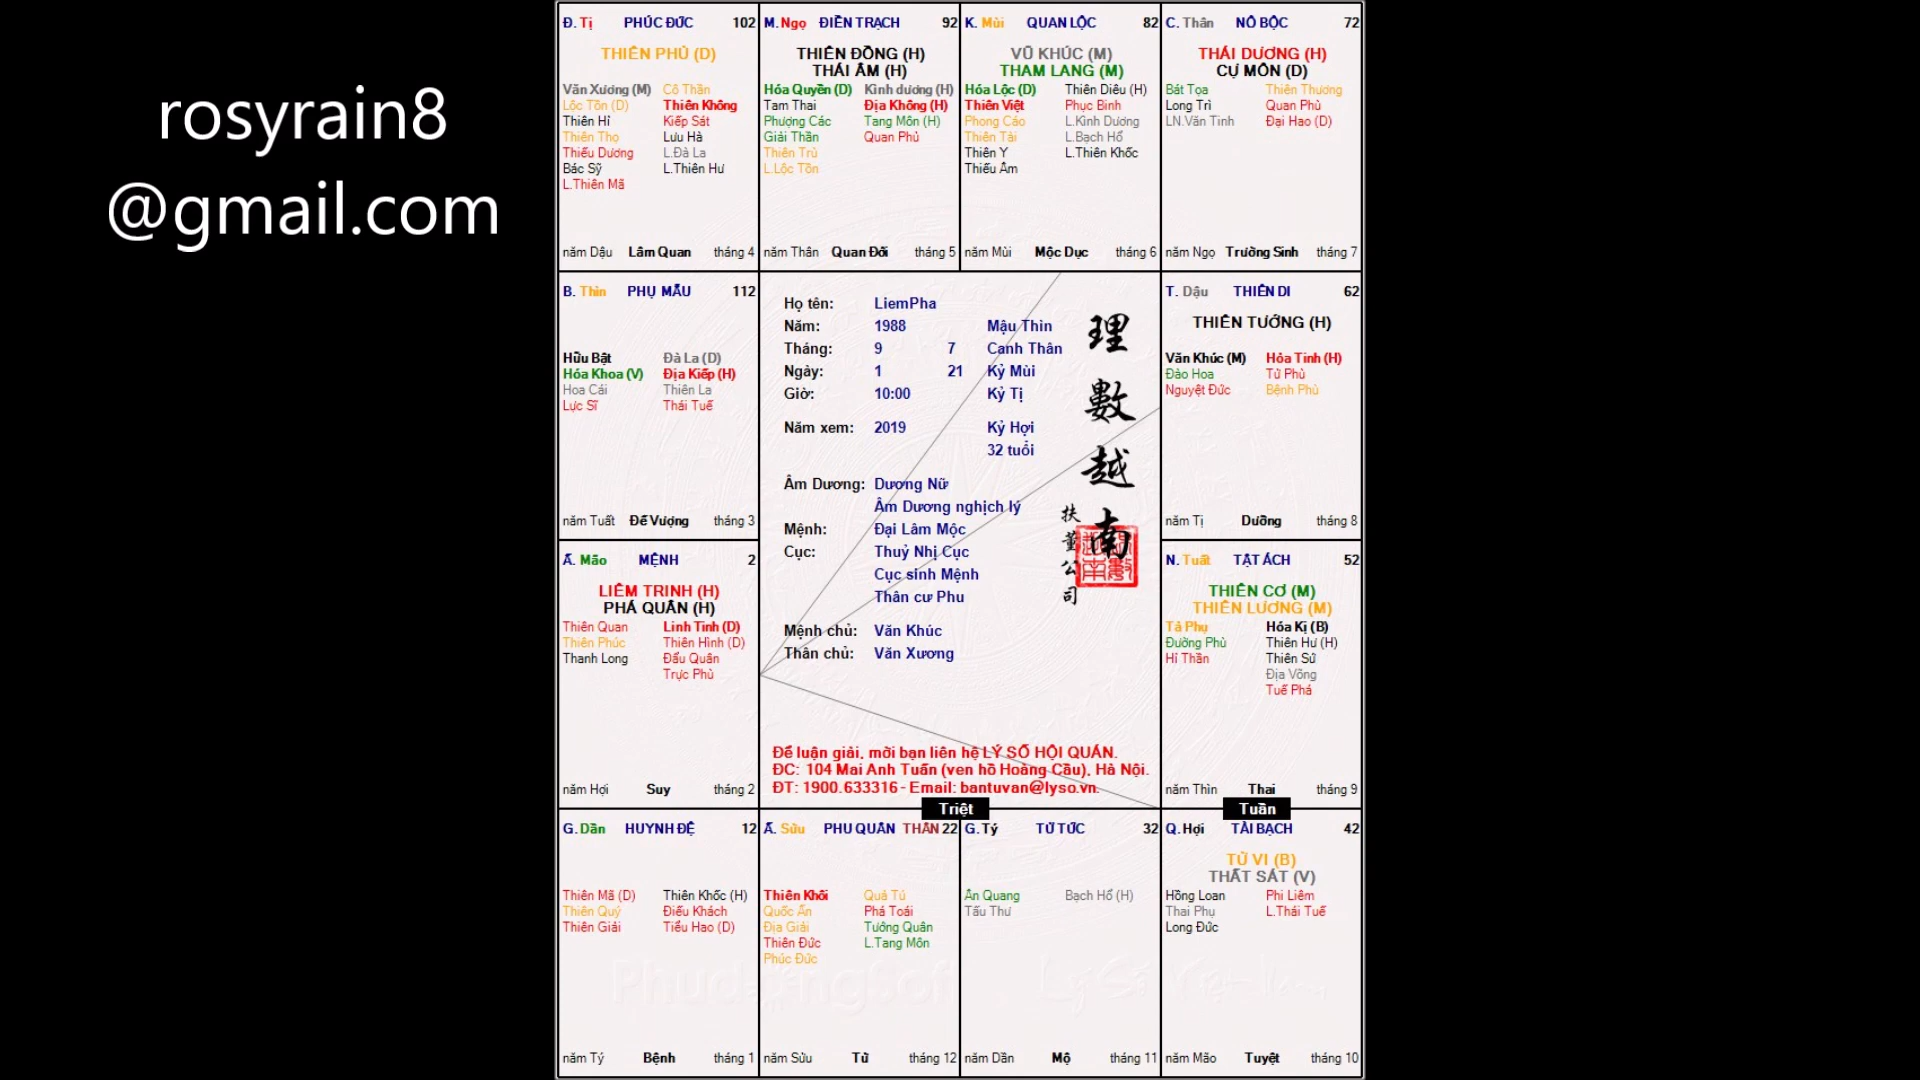 rosyrain8
@gmail.com
Đ. Tị PHÚC ĐỨC 102
THIÊN PHỦ (D)
Văn Xương (M) Cô Thần
Lộc Tồn (D) Thiên Không
Thiên Hỉ Kiếp Sát
Thiên Thọ Lưu Hà
Thiếu Dương L.Đà La
Bác Sỹ L.Thiên Hư
L.Thiên Mã
năm Dậu Lâm Quan tháng 4
M. Ngọ ĐIỀN TRẠCH 92
THIÊN ĐỒNG (H)
THÁI ÂM (H)
Hóa Quyền (D) Kình dương (H)
Tam Thai Địa Không (H)
Phượng Các Tang Môn (H)
Giải Thần Quan Phủ
Thiên Trù
L.Lộc Tồn
năm Thân Quan Đới tháng 5
K. Mùi QUAN LỘC 82
VŨ KHÚC (M)
THAM LANG (M)
Hóa Lộc (D) Thiên Diêu (H)
Thiên Việt Phục Binh
Phong Cáo L.Kình Dương
Thiên Tài L.Bạch Hổ
Thiên Y L.Thiên Khốc
Thiếu Âm
năm Mùi Mộc Dục tháng 6
C. Thân NÔ BỘC 72
THÁI DƯƠNG (H)
CỰ MÔN (D)
Bát Tọa Thiên Thương
Long Trì Quan Phù
LN.Văn Tinh Đại Hao (D)
năm Ngọ Trường Sinh tháng 7
B. Thìn PHỤ MẪU 112
Hữu Bật Đà La (D)
Hóa Khoa (V) Địa Kiếp (H)
Hoa Cái Thiên La
Lực Sĩ Thái Tuế
năm Tuất Đế Vượng tháng 3
Họ tên: LiemPha
Năm: 1988 Mậu Thìn
Tháng: 9 7 Canh Thân
Ngày: 1 21 Kỷ Mùi
Giờ: 10:00 Kỷ Tị
Năm xem: 2019 Kỷ Hợi
32 tuổi
Âm Dương: Dương Nữ
Âm Dương nghịch lý
Mệnh: Đại Lâm Mộc
Cục: Thuỷ Nhị Cục
Cục sinh Mệnh
Thân cư Phu
Mệnh chủ: Văn Khúc
Thân chủ: Văn Xương
理數越南
扶董公司
Để luận giải, mời bạn liên hệ LÝ SỐ HỘI QUÁN.
ĐC: 104 Mai Anh Tuấn (ven hồ Hoàng Cầu), Hà Nội.
ĐT: 1900.633316 - Email: bantuvan@lyso.vn.
T. Dậu THIÊN DI 62
THIÊN TƯỚNG (H)
Văn Khúc (M) Hỏa Tinh (H)
Đào Hoa Tử Phù
Nguyệt Đức Bệnh Phù
năm Tị Dưỡng tháng 8
Ấ. Mão MỆNH 2
LIÊM TRINH (H)
PHÁ QUÂN (H)
Thiên Quan Linh Tinh (D)
Thiên Phúc Thiên Hình (D)
Thanh Long Đẩu Quân
Trực Phù
năm Hợi Suy tháng 2
N. Tuất TẬT ÁCH 52
THIÊN CƠ (M)
THIÊN LƯƠNG (M)
Tả Phụ Hóa Kị (B)
Đường Phù Thiên Hư (H)
Hỉ Thần Thiên Sứ
Địa Võng
Tuế Phá
năm Thìn Thai tháng 9
Triệt
Tuần
G. Dần HUYNH ĐỆ 12
Thiên Mã (D) Thiên Khốc (H)
Thiên Quý Điếu Khách
Thiên Giải Tiểu Hao (D)
năm Tý Bệnh tháng 1
Ấ. Sửu PHU QUÂN THÂN 22
Thiên Khôi Quả Tú
Quốc Ấn Phá Toái
Địa Giải Tướng Quân
Thiên Đức L.Tang Môn
Phúc Đức
năm Sửu Tử tháng 12
G. Tý TỬ TỨC 32
Ân Quang Bạch Hổ (H)
Tấu Thư
năm Dần Mộ tháng 11
Q. Hợi TÀI BẠCH 42
TỬ VI (B)
THẤT SÁT (V)
Hồng Loan Phi Liêm
Thai Phụ L.Thái Tuế
Long Đức
năm Mão Tuyệt tháng 10